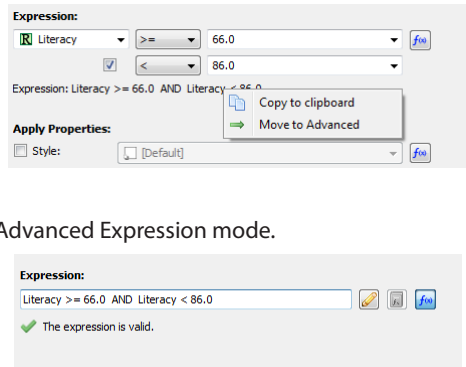 Expression:
R Literacy >= 66.0 f(x)
< 86.0
Expression: Literacy >= 66.0 AND Literacy < 86.0
Copy to clipboard
Move to Advanced
Apply Properties:
Style: [Default] f(x)
Advanced Expression mode.
Expression:
Literacy >= 66.0 AND Literacy < 86.0 f(x)
The expression is valid.